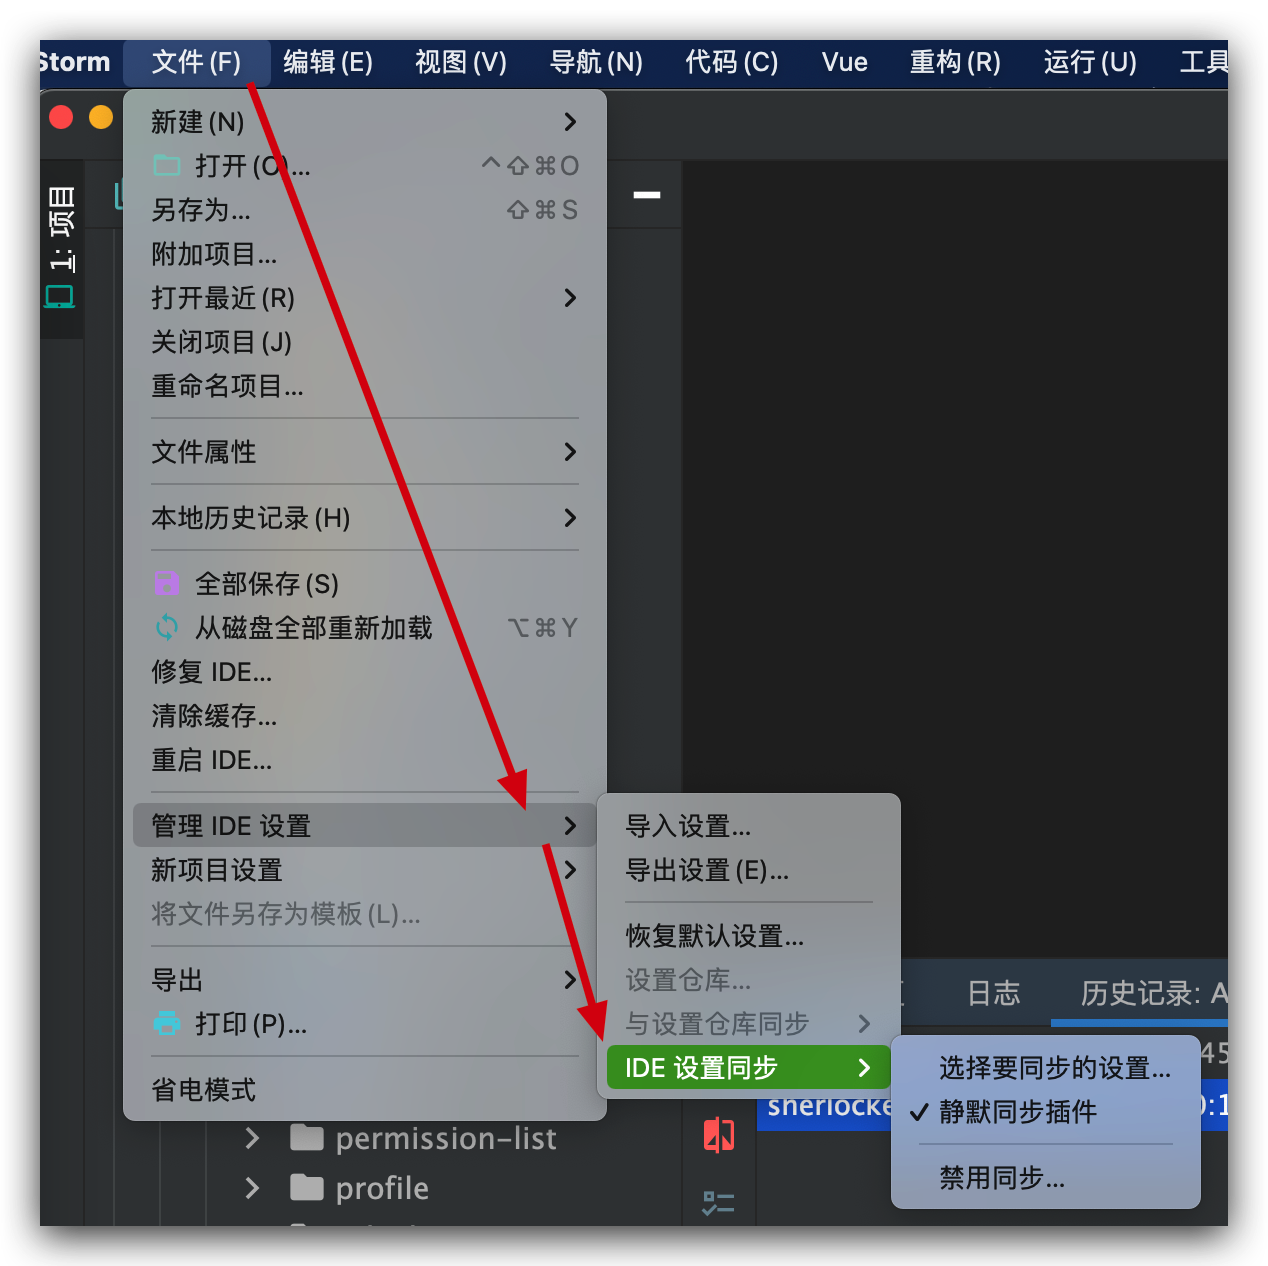 Storm 文件(F) 编辑(E) 视图(V) 导航(N) 代码(C) Vue 重构(R) 运行(U) 工具
1: 项目
新建(N)
打开(O)... ^⇧⌘O
另存为... ⇧⌘S
附加项目...
打开最近(R)
关闭项目(J)
重命名项目...
文件属性
本地历史记录(H)
全部保存(S)
从磁盘全部重新加载 ⌥⌘Y
修复 IDE...
清除缓存...
重启 IDE...
管理 IDE 设置
新项目设置
将文件另存为模板(L)...
导出
打印(P)...
省电模式
导入设置...
导出设置(E)...
恢复默认设置...
设置仓库...
与设置仓库同步
IDE 设置同步
日志 历史记录: A
45
选择要同步的设置...
静默同步插件
禁用同步...
sherlocke 0:1
permission-list
profile